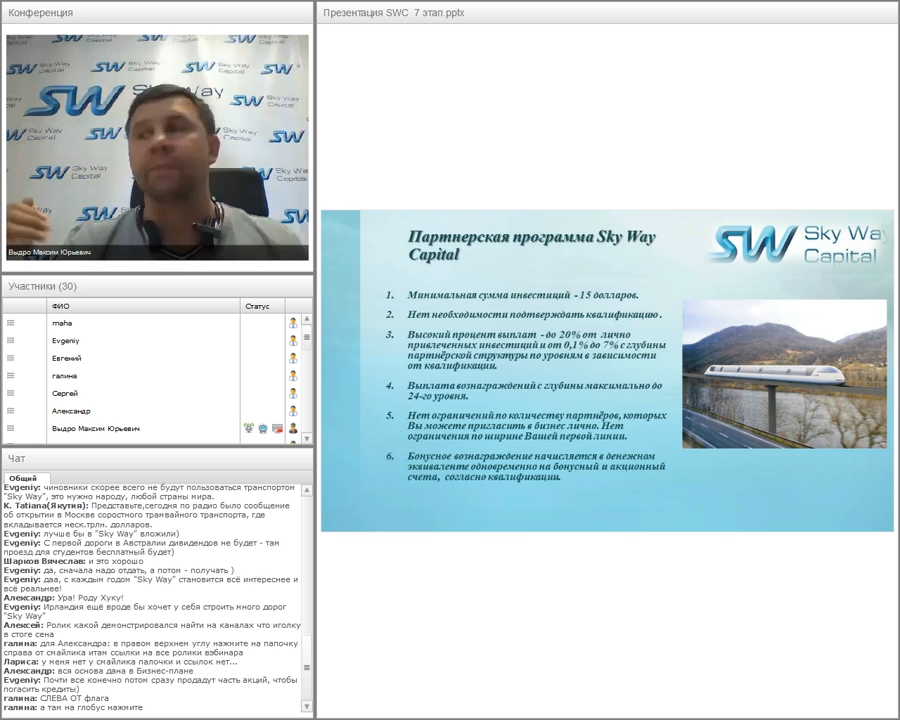 Конференция
Sky Way
Capital
SW
Выдро Максим Юрьевич
Участники (30)
ФИО
Статус
maha
Evgeniy
Евгений
галина
Сергей
Александр
Выдро Максим Юрьевич
Чат
Общий
Evgeniy: чиновники скорее всего не будут пользоваться транспортом
"Sky Way", это нужно народу, любой страны мира.
K. Tatiana(Якутия): Представьте,сегодня по радио было сообщение
об открытии в Москве соростного трамвайного транспорта, где
вкладывается неск.трлн. долларов.
Evgeniy: лучше бы в "Sky Way" вложили)
Evgeniy: С первой дороги в Австралии дивидендов не будет - там
проезд для студентов бесплатный будет)
Шарков Вячеслав: и это хорошо
Evgeniy: да, сначала надо отдать, а потом - получать )
Evgeniy: даа, с каждым годом "Sky Way" становится всё интереснее и
всё реальнее!
Александр: Ура! Роду Хуку!
Evgeniy: Ирландия ещё вроде бы хочет у себя строить много дорог
"Sky Way"
Алексей: Ролик какой демонстрировался найти на каналах что иголку
в стоге сена
галина: для Александра: в правом верхнем углу нажмите на папочку
справа от смайлика итам ссылки на все ролики вэбинара
Лариса: у меня нет у смайлика палочки и ссылок нет...
Александр: вся основа дана в Бизнес-плане
Evgeniy: Почти все конечно потом сразу продадут часть акций, чтобы
погасить кредиты)
галина: СЛЕВА ОТ флага
галина: а там на глобус нажмите
Презентация SWC 7 этап.pptx
Партнерская программа Sky Way
Capital
SW Sky Way
Capital
1. Минимальная сумма инвестиций - 15 долларов.
2. Нет необходимости подтверждать квалификацию.
3. Высокий процент выплат - до 20% от лично
привлеченных инвестиций и от 0,1% до 7% с глубины
партнёрской структуры по уровням в зависимости
от квалификации.
4. Выплата вознаграждений с глубины максимально до
24-го уровня.
5. Нет ограничений по количеству партнёров, которых
Вы можете пригласить в бизнес лично. Нет
ограничения по ширине Вашей первой линии.
6. Бонусное вознаграждение начисляется в денежном
эквиваленте одновременно на бонусный и акционный
счета, согласно квалификации.